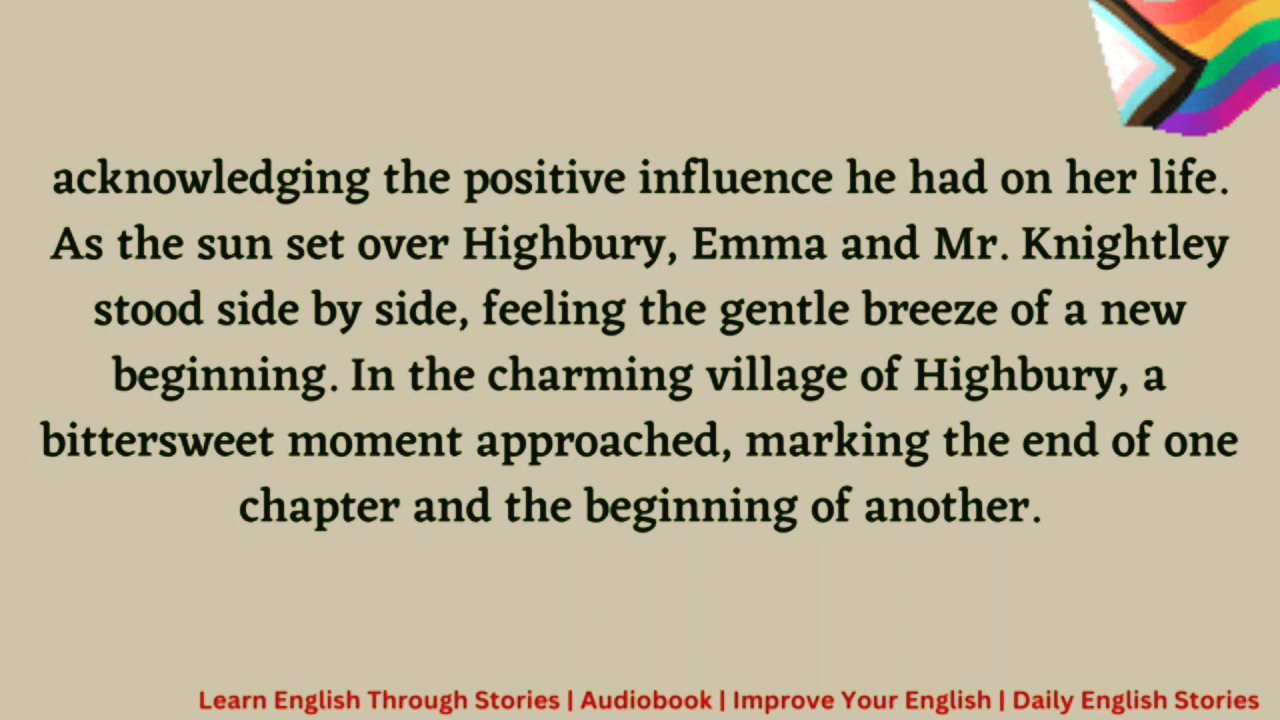 acknowledging the positive influence he had on her life.
As the sun set over Highbury, Emma and Mr. Knightley
stood side by side, feeling the gentle breeze of a new
beginning. In the charming village of Highbury, a
bittersweet moment approached, marking the end of one
chapter and the beginning of another.
Learn English Through Stories | Audiobook | Improve Your English | Daily English Stories